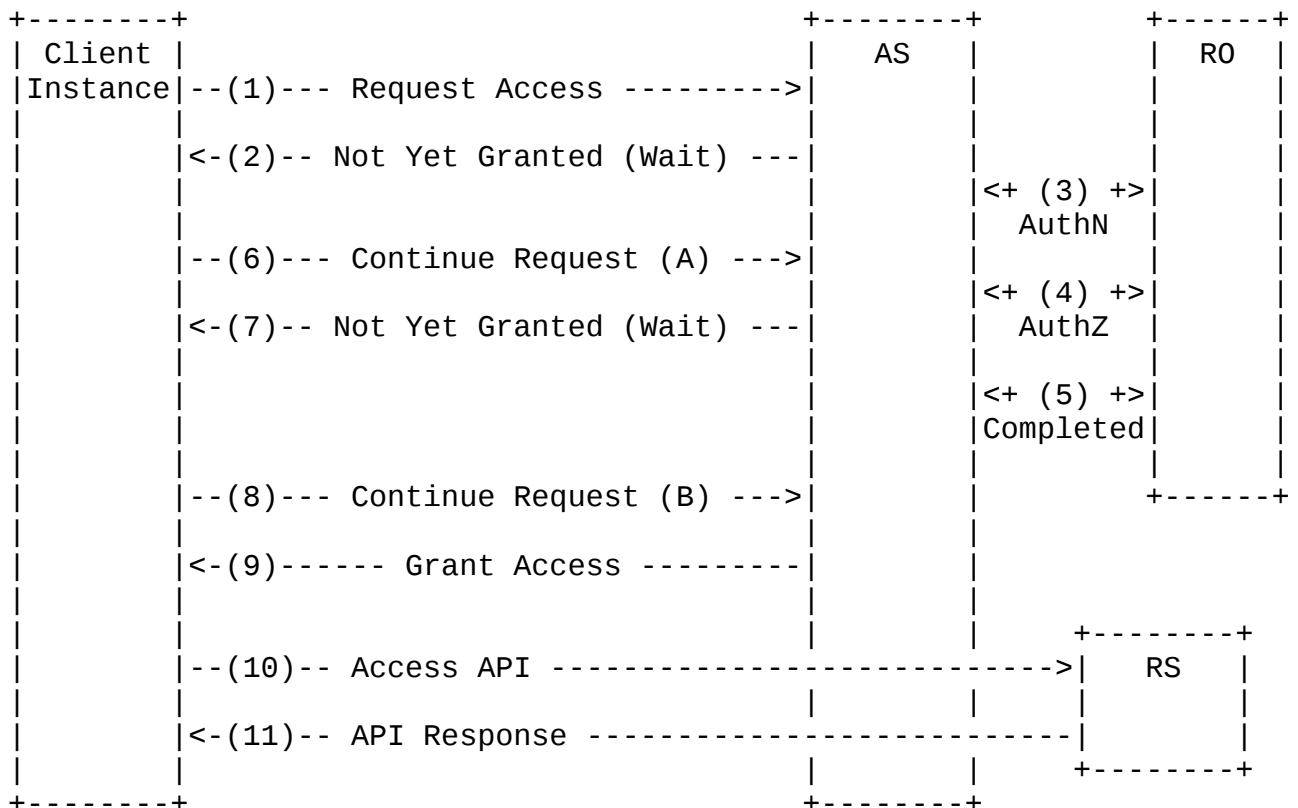 +--------+                                  +--------+         +------+
| Client |                                  |   AS   |         |  RO  |
|Instance|--(1)--- Request Access --------->|        |         |      |
|        |                                  |        |         |      |
|        |<-(2)-- Not Yet Granted (Wait) ---|        |         |      |
|        |                                  |        |<+ (3) +>|      |
|        |                                  |        |  AuthN  |      |
|        |--(6)--- Continue Request (A) --->|        |         |      |
|        |                                  |        |<+ (4) +>|      |
|        |<-(7)-- Not Yet Granted (Wait) ---|        |  AuthZ  |      |
|        |                                  |        |         |      |
|        |                                  |        |<+ (5) +>|      |
|        |                                  |        |Completed|      |
|        |                                  |        |         |      |
|        |--(8)--- Continue Request (B) --->|        |         +------+
|        |                                  |        |
|        |<-(9)------ Grant Access ---------|        |
|        |                                  |        |
|        |                                  |        |     +--------+
|        |--(10)-- Access API ---------------------------->|   RS   |
|        |                                  |        |     |        |
|        |<-(11)-- API Response ---------------------------|        |
|        |                                  |        |     +--------+
+--------+                                  +--------+